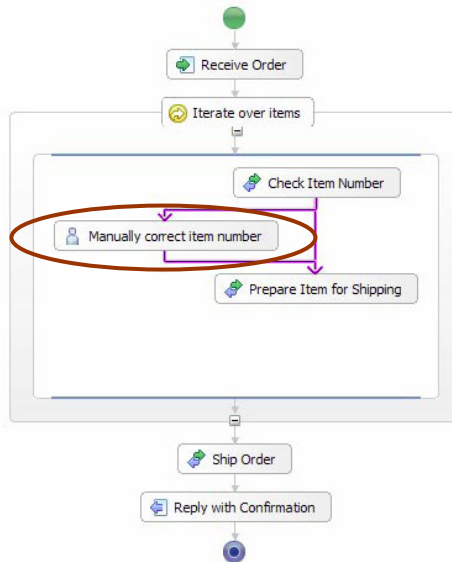 Receive Order
Iterate over items
Check Item Number
Manually correct item number
Prepare Item for Shipping
Ship Order
Reply with Confirmation